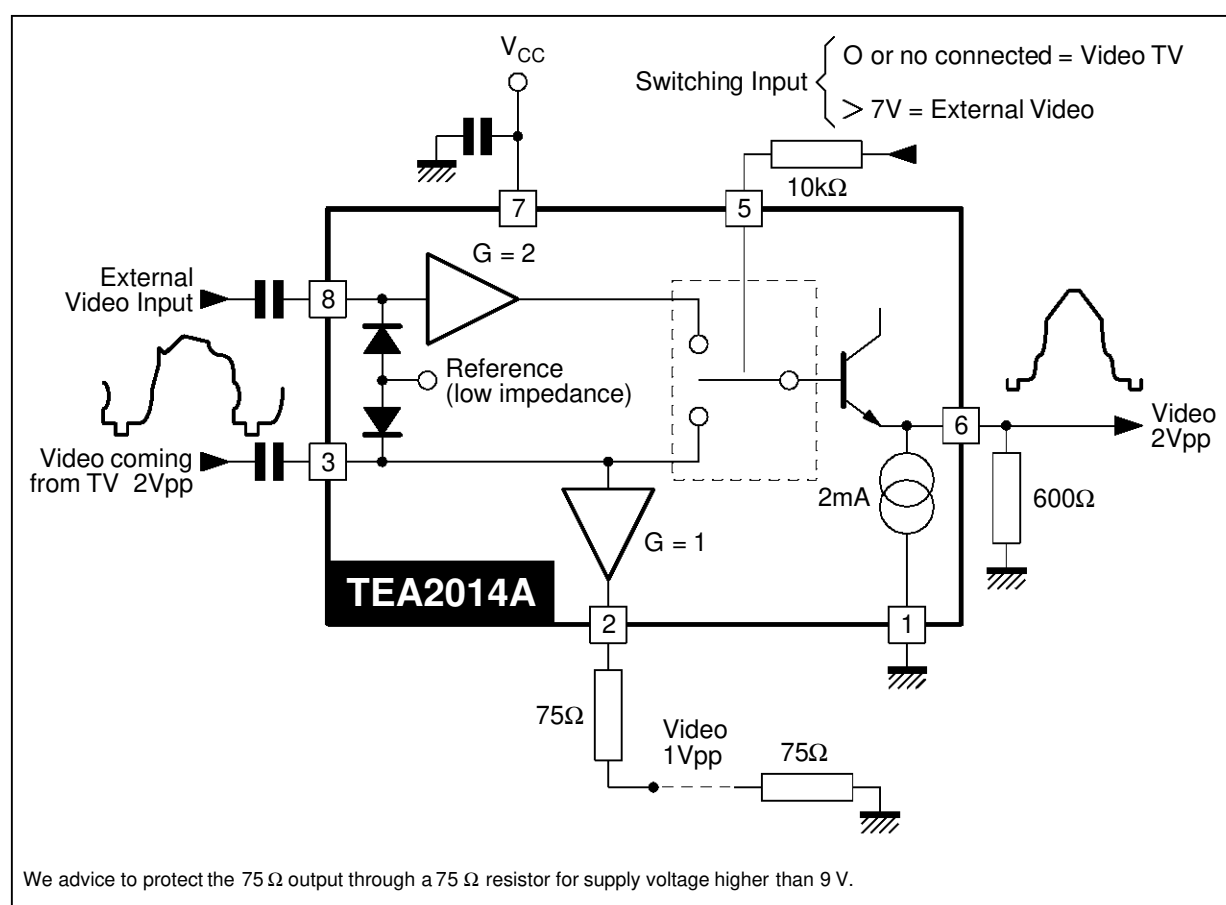 V_CC
Switching Input
O or no connected = Video TV
> 7V = External Video
10kΩ
7
5
G = 2
External
Video Input
8
Reference
(low impedance)
Video coming
from TV 2Vpp
3
6
Video
2Vpp
2mA
600Ω
G = 1
TEA2014A
2
1
75Ω
Video
1Vpp
75Ω
We advice to protect the 75 Ω output through a 75 Ω resistor for supply voltage higher than 9 V.